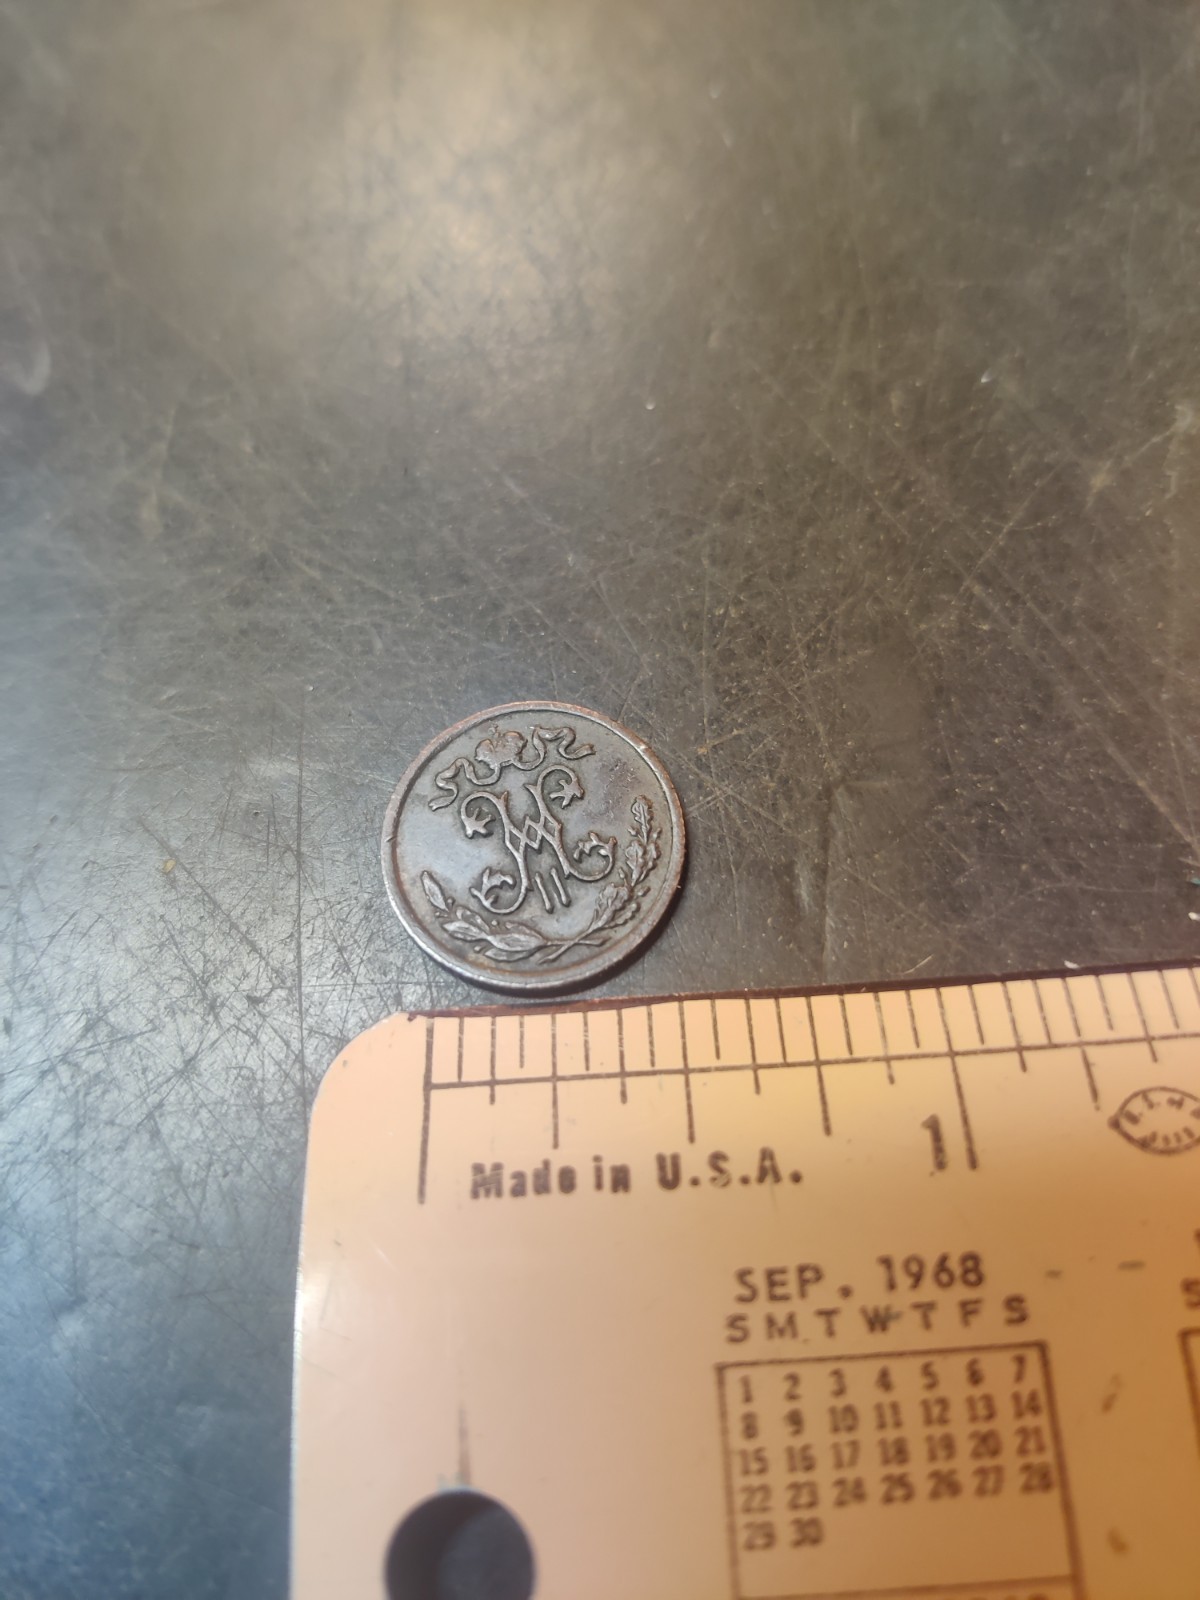 II
1
Made in U.S.A.
SEP. 1968
S M T W T F S
1 2 3 4 5 6 7
8 9 10 11 12 13 14
15 16 17 18 19 20 21
22 23 24 25 26 27 28
29 30